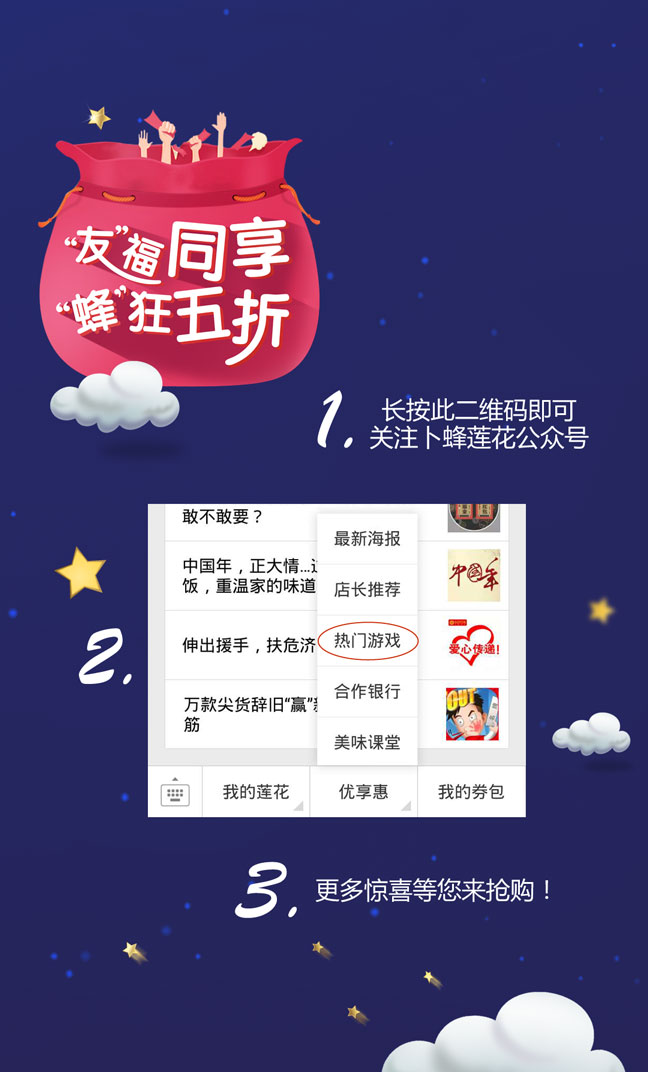 “友”福同享
“蜂”狂五折
1.
长按此二维码即可
关注卜蜂莲花公众号
2.
敢不敢要？
最新海报
中国年，正大情...这
饭，重温家的味道
中国年
店长推荐
伸出援手，扶危济
热门游戏
爱心传递!
合作银行
万款尖货辞旧“赢”
筋
OUT
美味课堂
我的莲花
优享惠
我的券包
3.
更多惊喜等您来抢购！